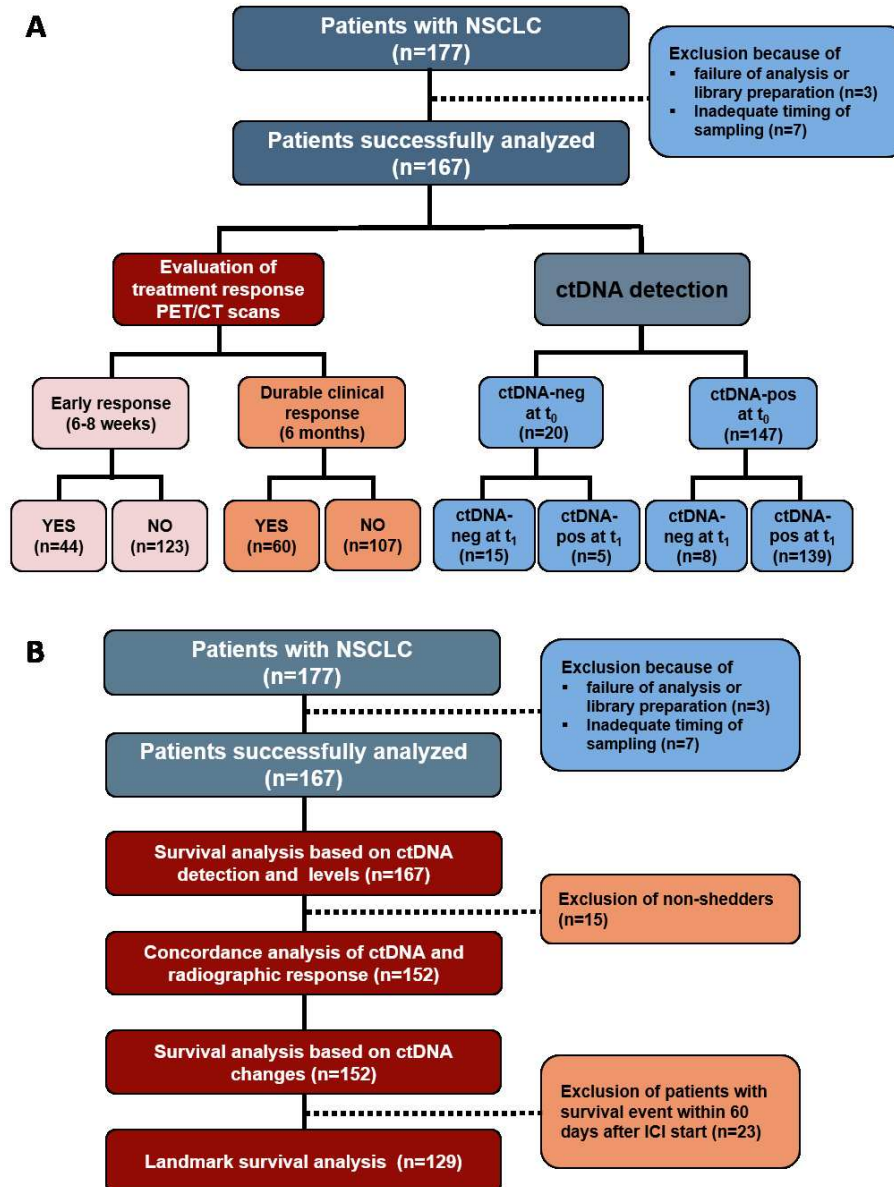 A
Patients with NSCLC
(n=177)
Exclusion because of
▪ failure of analysis or
library preparation (n=3)
▪ Inadequate timing of
sampling (n=7)
Patients successfully analyzed
(n=167)
Evaluation of
treatment response
PET/CT scans
ctDNA detection
Early response
(6-8 weeks)
Durable clinical
response
(6 months)
ctDNA-neg
at t₀
(n=20)
ctDNA-pos
at t₀
(n=147)
YES
(n=44)
NO
(n=123)
YES
(n=60)
NO
(n=107)
ctDNA-
neg at t₁
(n=15)
ctDNA-
pos at t₁
(n=5)
ctDNA-
neg at t₁
(n=8)
ctDNA-
pos at t₁
(n=139)
B
Patients with NSCLC
(n=177)
Exclusion because of
▪ failure of analysis or
library preparation (n=3)
▪ Inadequate timing of
sampling (n=7)
Patients successfully analyzed
(n=167)
Survival analysis based on ctDNA
detection and levels (n=167)
Exclusion of non-shedders
(n=15)
Concordance analysis of ctDNA and
radiographic response (n=152)
Survival analysis based on ctDNA
changes (n=152)
Exclusion of patients with
survival event within 60
days after ICI start (n=23)
Landmark survival analysis (n=129)